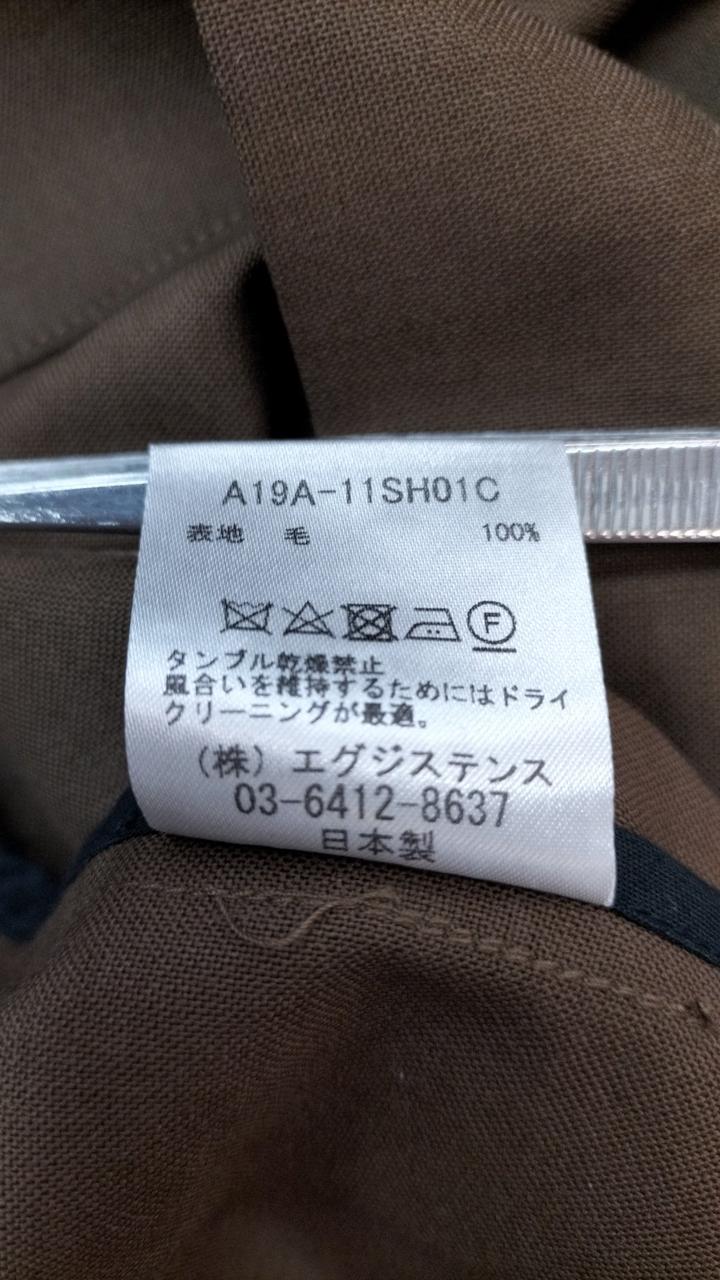 A19A-11SH01C
表地 毛 100%
F
タンブル乾燥禁止
風合いを維持するためにはドライ
クリーニングが最適。
（株）エグジステンス
03-6412-8637
日本製